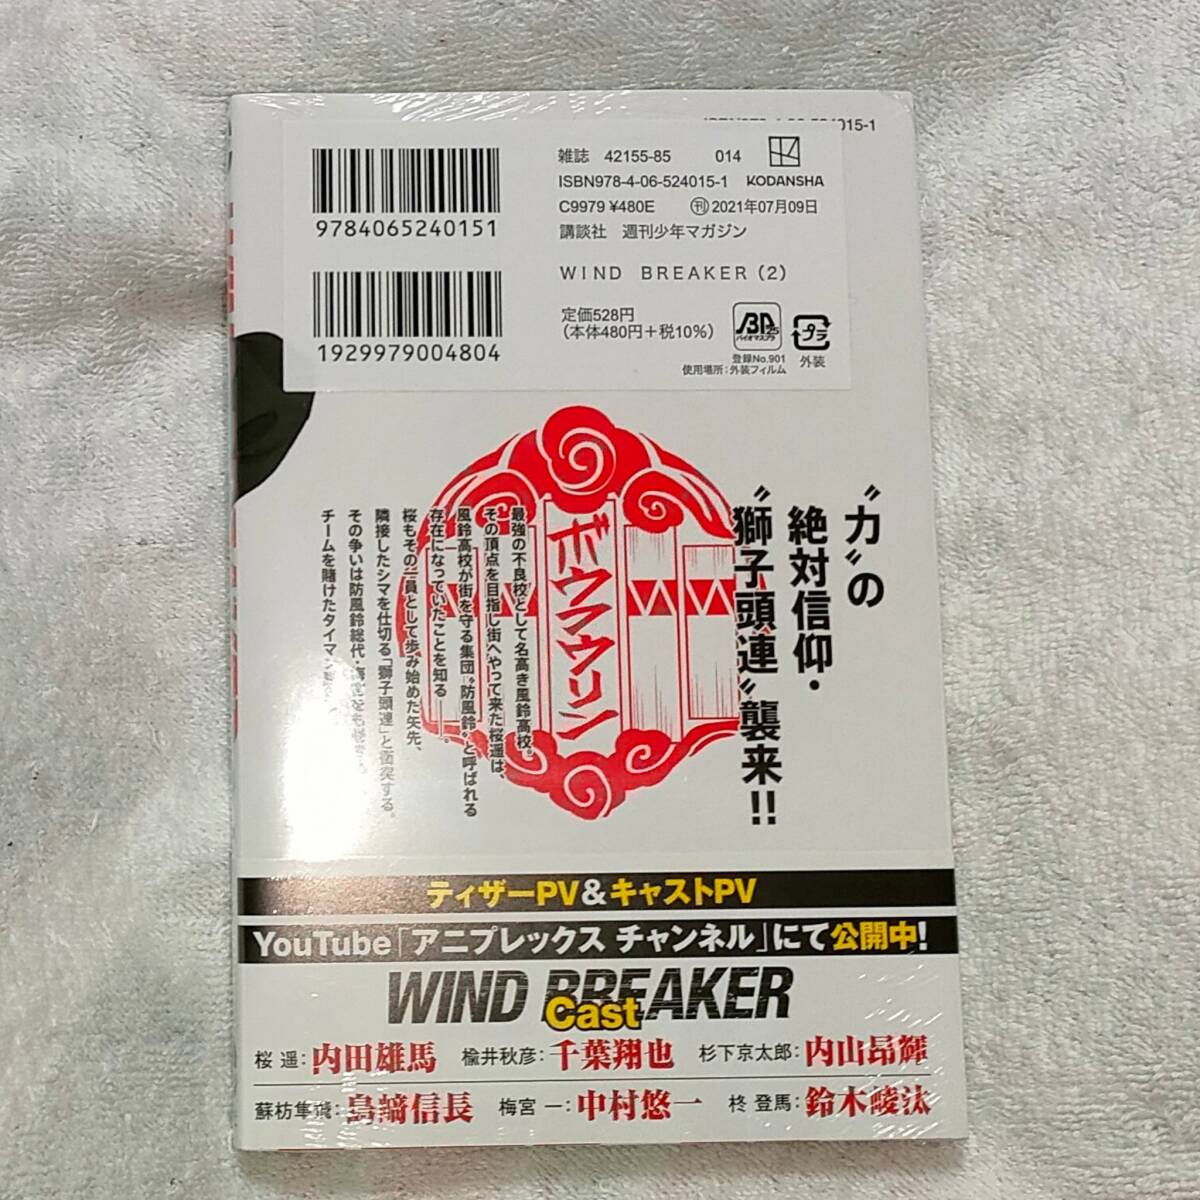 015-1
9784065240151
1929979004804
雑誌 42155-85 014
ISBN978-4-06-524015-1 KODANSHA
C9979 ¥480E ㊖2021年07月09日
講談社 週刊少年マガジン
WIND BREAKER (2)
定価528円
(本体480円+税10%)
バイオマスプラ
25
登録No.901
使用場所:外装フィルム
プラ
外装
〝力〟の
絶対信仰・
〝獅子頭連〟襲来!!
ボウフウリン
最強の不良校として名高き風鈴高校。
その頂点を目指し街へやって来た桜遥は、
風鈴高校が街を守る集団〝防風鈴〟と呼ばれる
存在になっていたことを知る――。
桜もその一員として歩み始めた矢先、
隣接したシマを仕切る「獅子頭連」と衝突する。
その争いは防風鈴総代・
チームを賭けたタイマン
ティザーPV&キャストPV
YouTube「アニプレックス チャンネル」にて公開中!
WIND BREAKER
Cast
桜 遥:内田雄馬 楡井秋彦:千葉翔也 杉下京太郎:内山昂輝
蘇枋隼飛:島﨑信長 梅宮 一:中村悠一 柊 登馬:鈴木崚汰